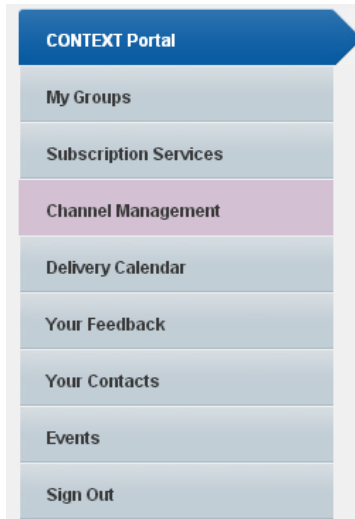 CONTEXT Portal
My Groups
Subscription Services
Channel Management
Delivery Calendar
Your Feedback
Your Contacts
Events
Sign Out